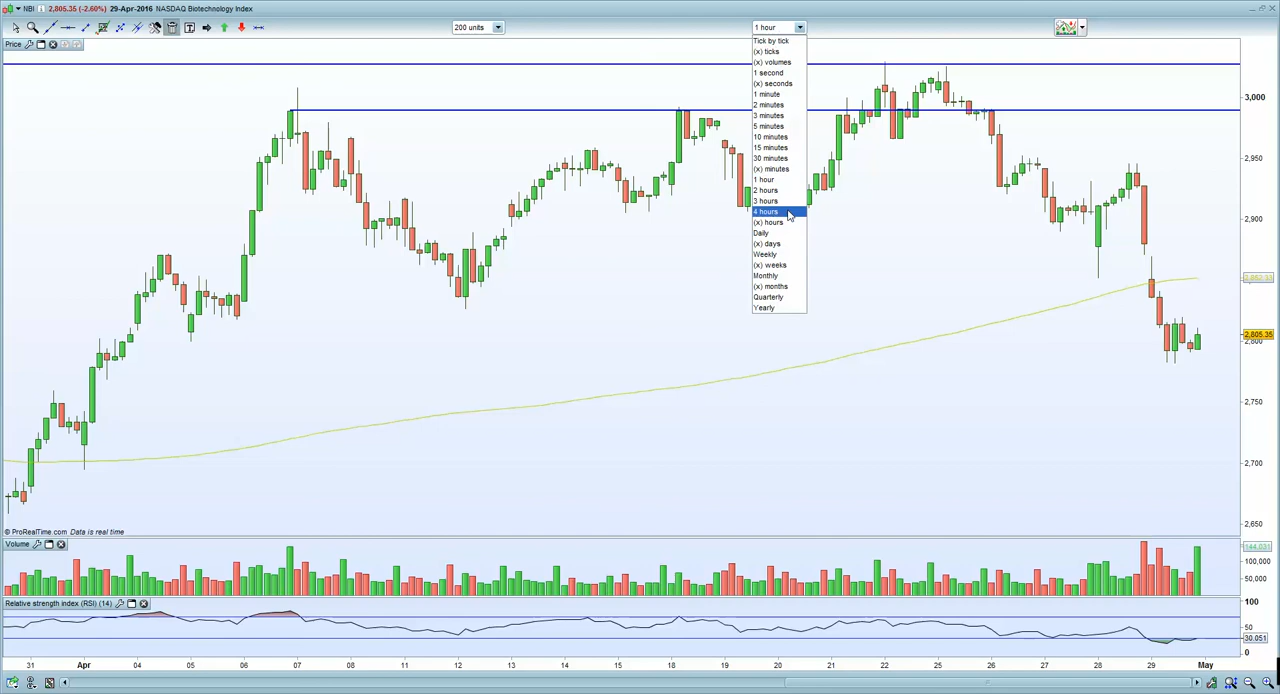 NBI 2,805.35 (-2.60%) 29-Apr-2016 NASDAQ Biotechnology Index
200 units
1 hour
Price
Tick by tick
(x) ticks
(x) volumes
1 second
(x) seconds
1 minute
2 minutes
3 minutes
5 minutes
10 minutes
15 minutes
30 minutes
(x) minutes
1 hour
2 hours
3 hours
4 hours
(x) hours
Daily
(x) days
Weekly
(x) weeks
Monthly
(x) months
Quarterly
Yearly
3,000
2,950
2,900
2,805.35
2,800
2,750
2,700
2,650
© ProRealTime.com Data is real time
Volume
144,031
100,000
50,000
Relative strength index (RSI) (14)
100
50
30.051
0
31 Apr 04 05 06 07 08 11 12 13 14 15 18 19 20 21 22 25 26 27 28 29 May